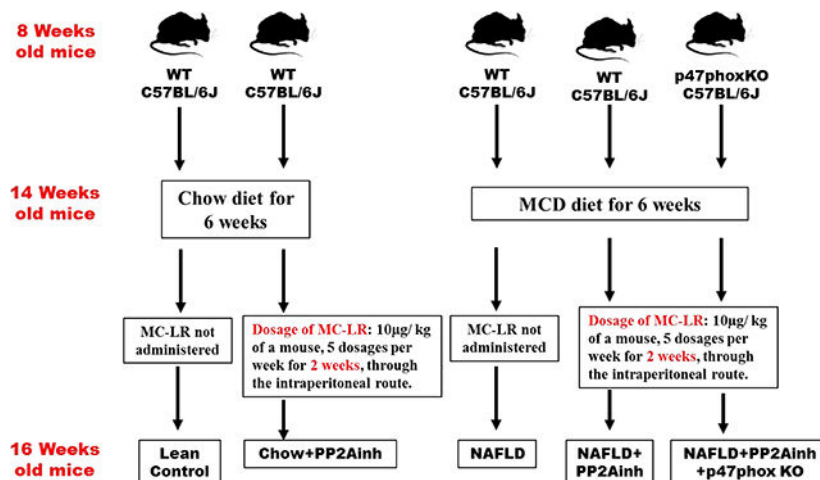 8 Weeks
old mice
WT
C57BL/6J
WT
C57BL/6J
WT
C57BL/6J
WT
C57BL/6J
p47phoxKO
C57BL/6J
14 Weeks
old mice
Chow diet for
6 weeks
MCD diet for 6 weeks
MC-LR not
administered
Dosage of MC-LR: 10µg/ kg
of a mouse, 5 dosages per
week for 2 weeks, through
the intraperitoneal route.
MC-LR not
administered
Dosage of MC-LR: 10µg/ kg
of a mouse, 5 dosages per
week for 2 weeks, through
the intraperitoneal route.
16 Weeks
old mice
Lean
Control
Chow+PP2Ainh
NAFLD
NAFLD+
PP2Ainh
NAFLD+PP2Ainh
+p47phox KO